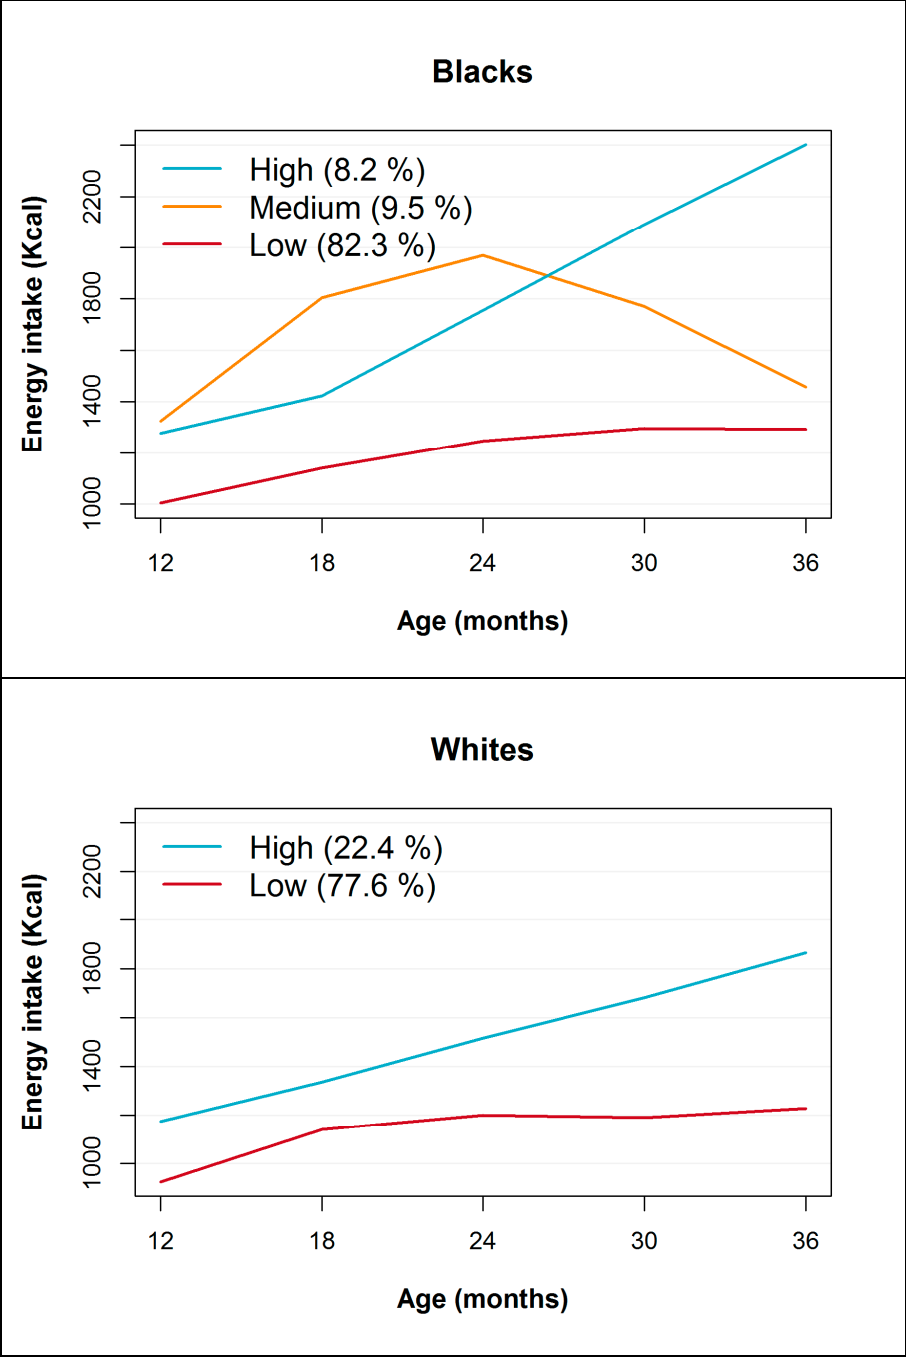 Blacks
High (8.2 %)
Medium (9.5 %)
Low (82.3 %)
Energy intake (Kcal)
2200
1800
1400
1000
12 18 24 30 36
Age (months)
Whites
High (22.4 %)
Low (77.6 %)
Energy intake (Kcal)
2200
1800
1400
1000
12 18 24 30 36
Age (months)